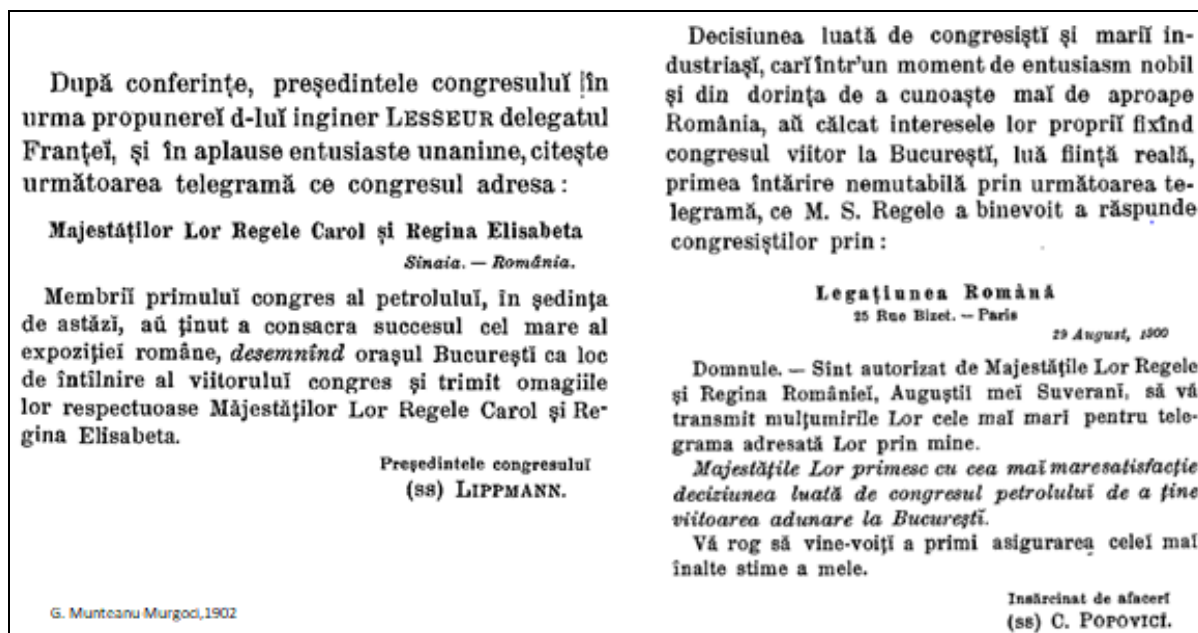 După conferințe, președintele congresuluĭ în
urma propunereĭ d-luĭ inginer LESSEUR delegatul
Franțeĭ, și în aplause entusiaste unanime, citește
următoarea telegramă ce congresul adresa :
Majestăților Lor Regele Carol și Regina Elisabeta
Sinaia. — România.
Membriĭ primuluĭ congres al petroluluĭ, in ședința
de astăzĭ, aŭ ținut a consacra succesul cel mare al
expozițieĭ române, desemnînd orașul Bucureștĭ ca loc
de întîlnire al viitoruluĭ congres și trimit omagiile
lor respectuoase Măjestăților Lor Regele Carol și Re-
gina Elisabeta.
Președintele congresuluĭ
(ss) LIPPMANN.
G. Munteanu Murgoci,1902
Decisiunea luată de congresiștĭ și mariĭ in-
dustriașĭ, carĭ într'un moment de entusiasm nobil
și din dorința de a cunoaște maĭ de aproape
România, aŭ călcat interesele lor propriĭ fixînd
congresul viitor la Bucureștĭ, luă ființă reală,
primea întărire nemutabilă prin următoarea te-
legramă, ce M. S. Regele a binevoit a răspunde
congresiștilor prin :
Legațiunea Română
25 Rue Bizet. — Paris
29 August, 1900
Domnule. — Sînt autorizat de Majestățile Lor Regele
și Regina Românieĭ, Auguștiĭ meĭ Suveranĭ, să vă
transmit mulțumirile Lor cele maĭ marĭ pentru tele-
grama adresată Lor prin mine.
Majestățile Lor primesc cu cea maĭ maresatisfacție
deciziunea luată de congresul petroluluĭ de a ține
viitoarea adunare la Bucureștĭ.
Vă rog să vine-voițĭ a primi asigurarea celeĭ maĭ
înalte stime a mele.
Insărcinat de afacerĭ
(ss) C. POPOVICĬ.